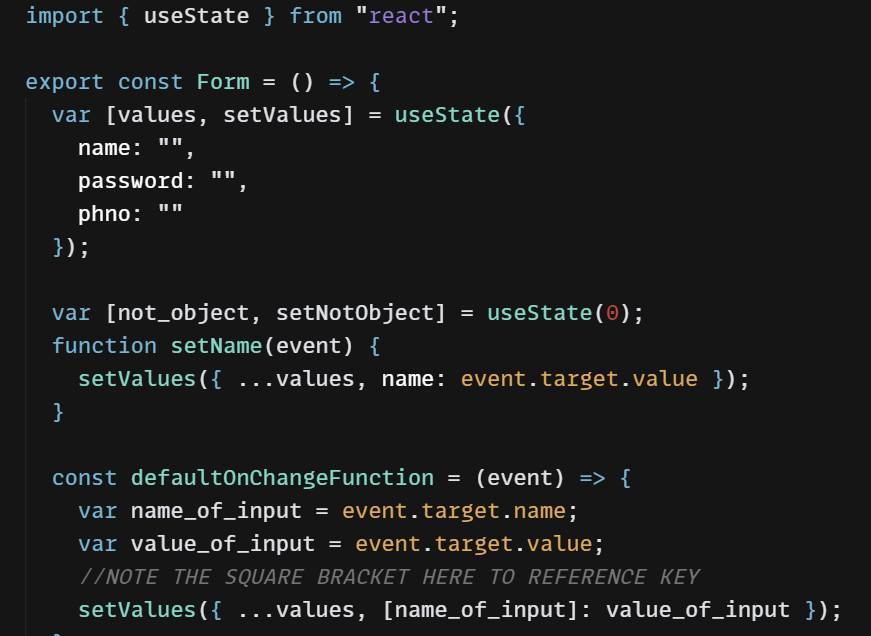 import { useState } from "react";
export const Form = () => {
var [values, setValues] = useState({
name: "",
password: "",
phno: ""
});
var [not_object, setNotObject] = useState(0);
function setName(event) {
setValues({ ...values, name: event.target.value });
}
const defaultOnChangeFunction = (event) => {
var name_of_input = event.target.name;
var value_of_input = event.target.value;
//NOTE THE SQUARE BRACKET HERE TO REFERENCE KEY
setValues({ ...values, [name_of_input]: value_of_input });